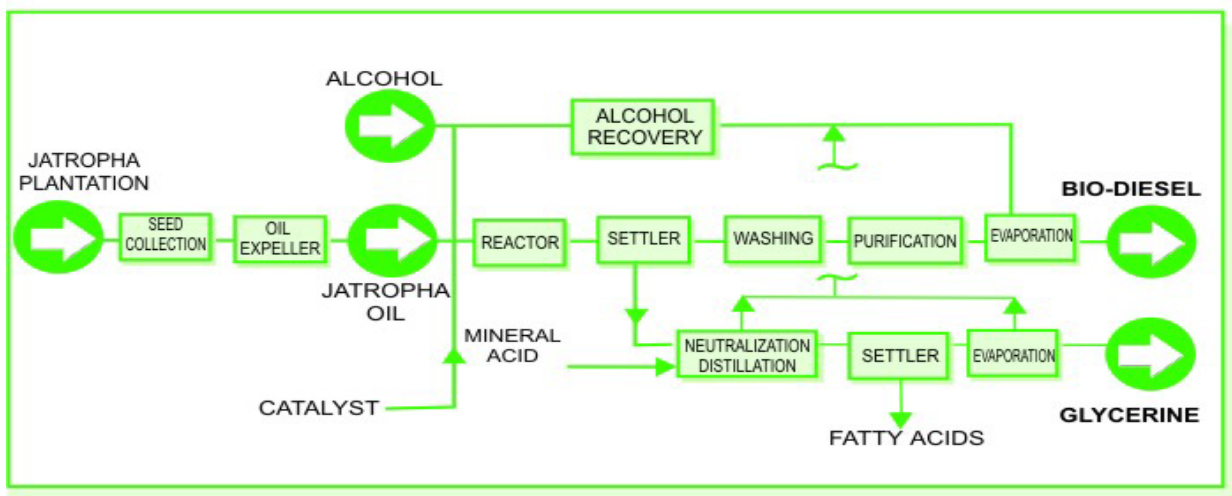 ALCOHOL
ALCOHOL
RECOVERY
JATROPHA
PLANTATION
BIO-DIESEL
SEED
COLLECTION
OIL
EXPELLER
REACTOR
SETTLER
WASHING
PURIFICATION
EVAPORATION
JATROPHA
OIL
MINERAL
ACID
NEUTRALIZATION
DISTILLATION
SETTLER
EVAPORATION
CATALYST
GLYCERINE
FATTY ACIDS